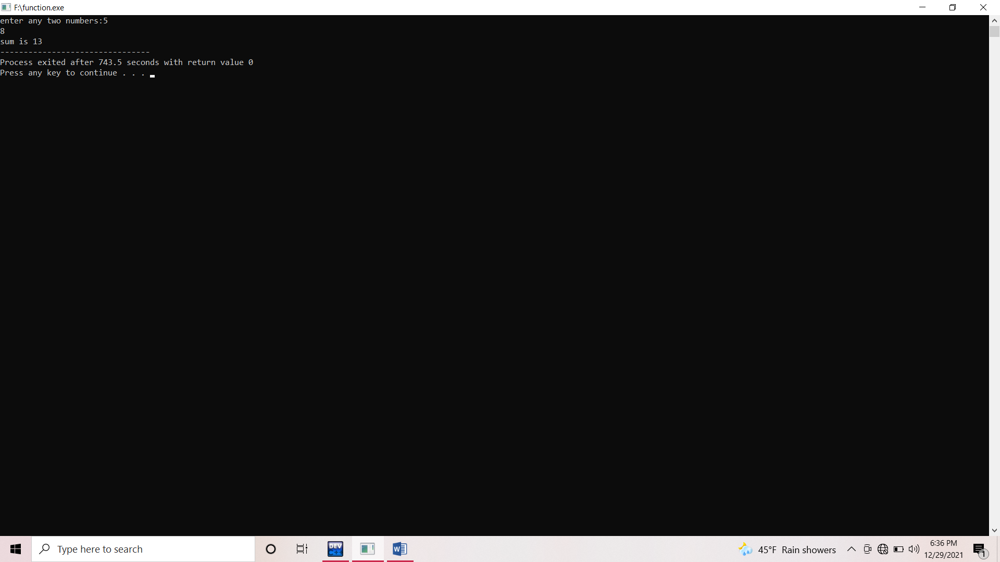 F:\function.exe
enter any two numbers:5
8
sum is 13
--------------------------------
Process exited after 743.5 seconds with return value 0
Press any key to continue . . .
Type here to search
DEV
C++
W
45°F Rain showers
6:36 PM
12/29/2021
1